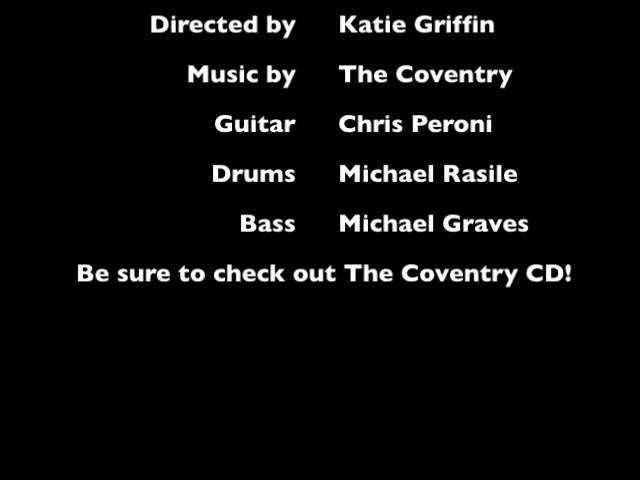 Directed by Katie Griffin
Music by The Coventry
Guitar Chris Peroni
Drums Michael Rasile
Bass Michael Graves
Be sure to check out The Coventry CD!